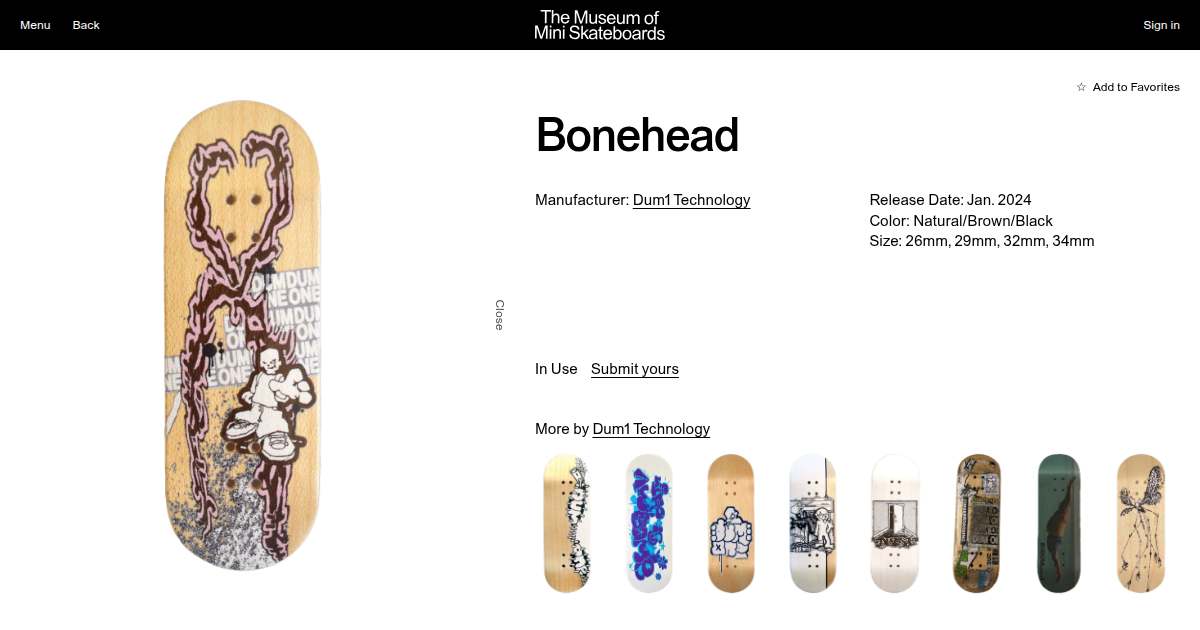 Menu
Back
The Museum of
Mini Skateboards
Sign in
☆ Add to Favorites
Bonehead
Manufacturer: Dum1 Technology
Release Date: Jan. 2024
Color: Natural/Brown/Black
Size: 26mm, 29mm, 32mm, 34mm
Close
In Use Submit yours
More by Dum1 Technology
DUMDUM
NEONE